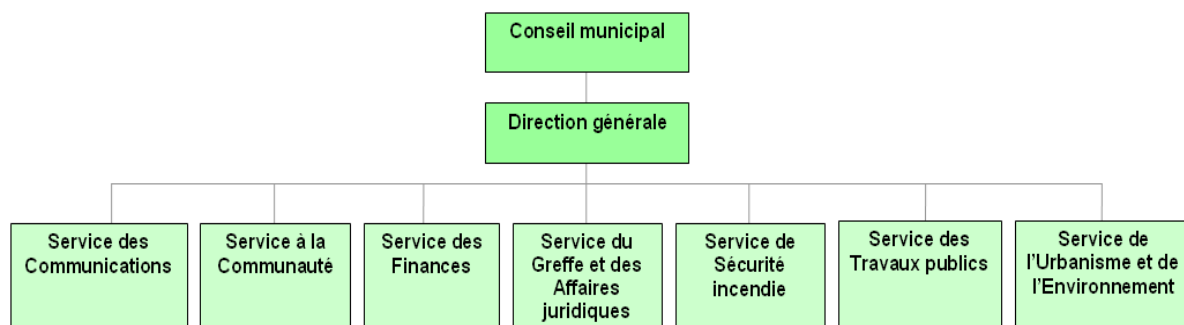 Conseil municipal
Direction générale
Service des
Communications
Service à la
Communauté
Service des
Finances
Service du
Greffe et des
Affaires
juridiques
Service de
Sécurité
incendie
Service des
Travaux publics
Service de
l'Urbanisme et de
l'Environnement